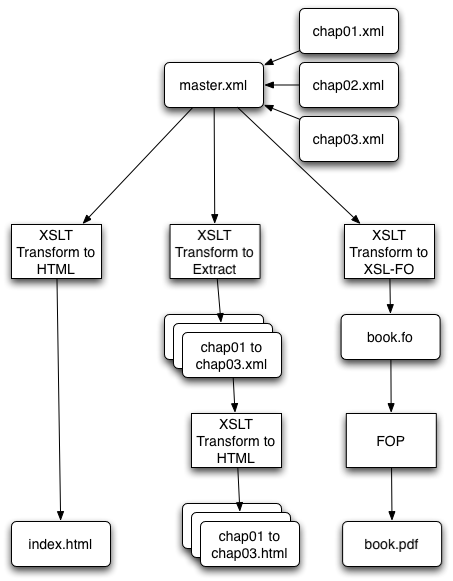 chap01.xml
master.xml
chap02.xml
chap03.xml
XSLT
Transform to
HTML
XSLT
Transform to
Extract
XSLT
Transform to
XSL-FO
chap01 to
chap03.xml
book.fo
XSLT
Transform to
HTML
FOP
index.html
chap01 to
chap03.html
book.pdf